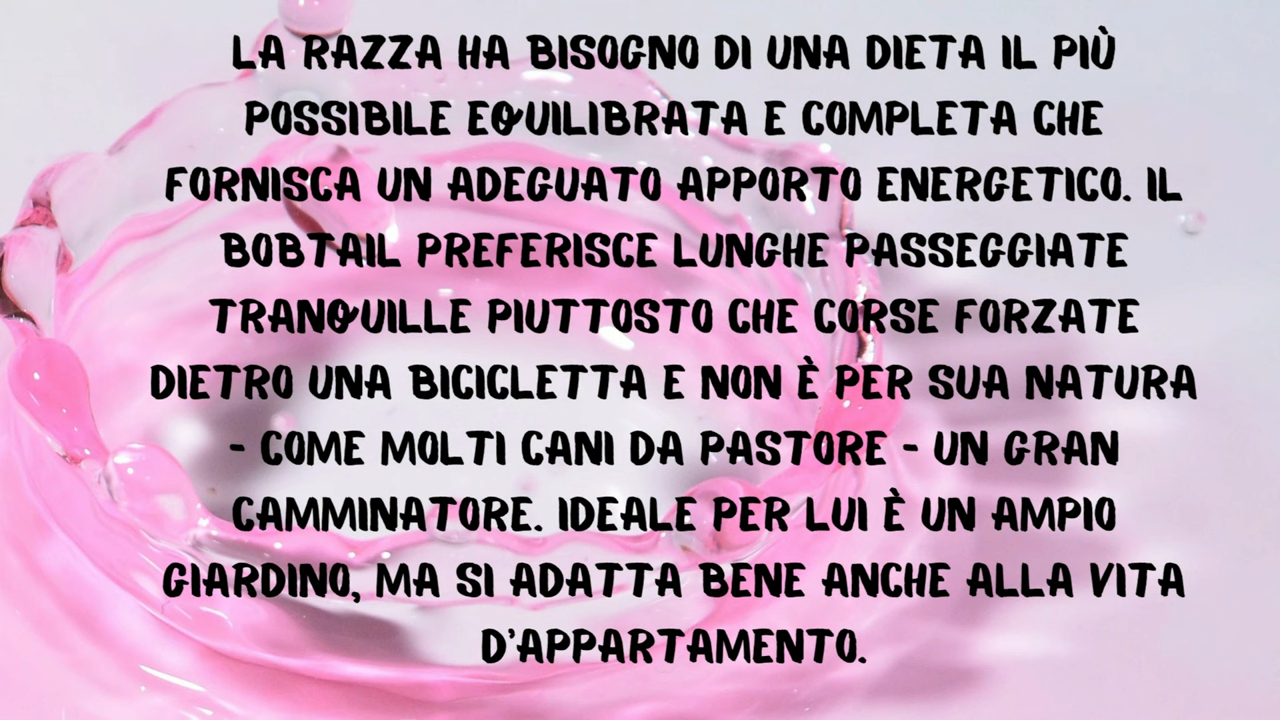 LA RAZZA HA BISOGNO DI UNA DIETA IL PIÙ
POSSIBILE EQUILIBRATA E COMPLETA CHE
FORNISCA UN ADEGUATO APPORTO ENERGETICO. IL
BOBTAIL PREFERISCE LUNGHE PASSEGGIATE
TRANQUILLE PIUTTOSTO CHE CORSE FORZATE
DIETRO UNA BICICLETTA E NON È PER SUA NATURA
- COME MOLTI CANI DA PASTORE - UN GRAN
CAMMINATORE. IDEALE PER LUI È UN AMPIO
GIARDINO, MA SI ADATTA BENE ANCHE ALLA VITA
D'APPARTAMENTO.